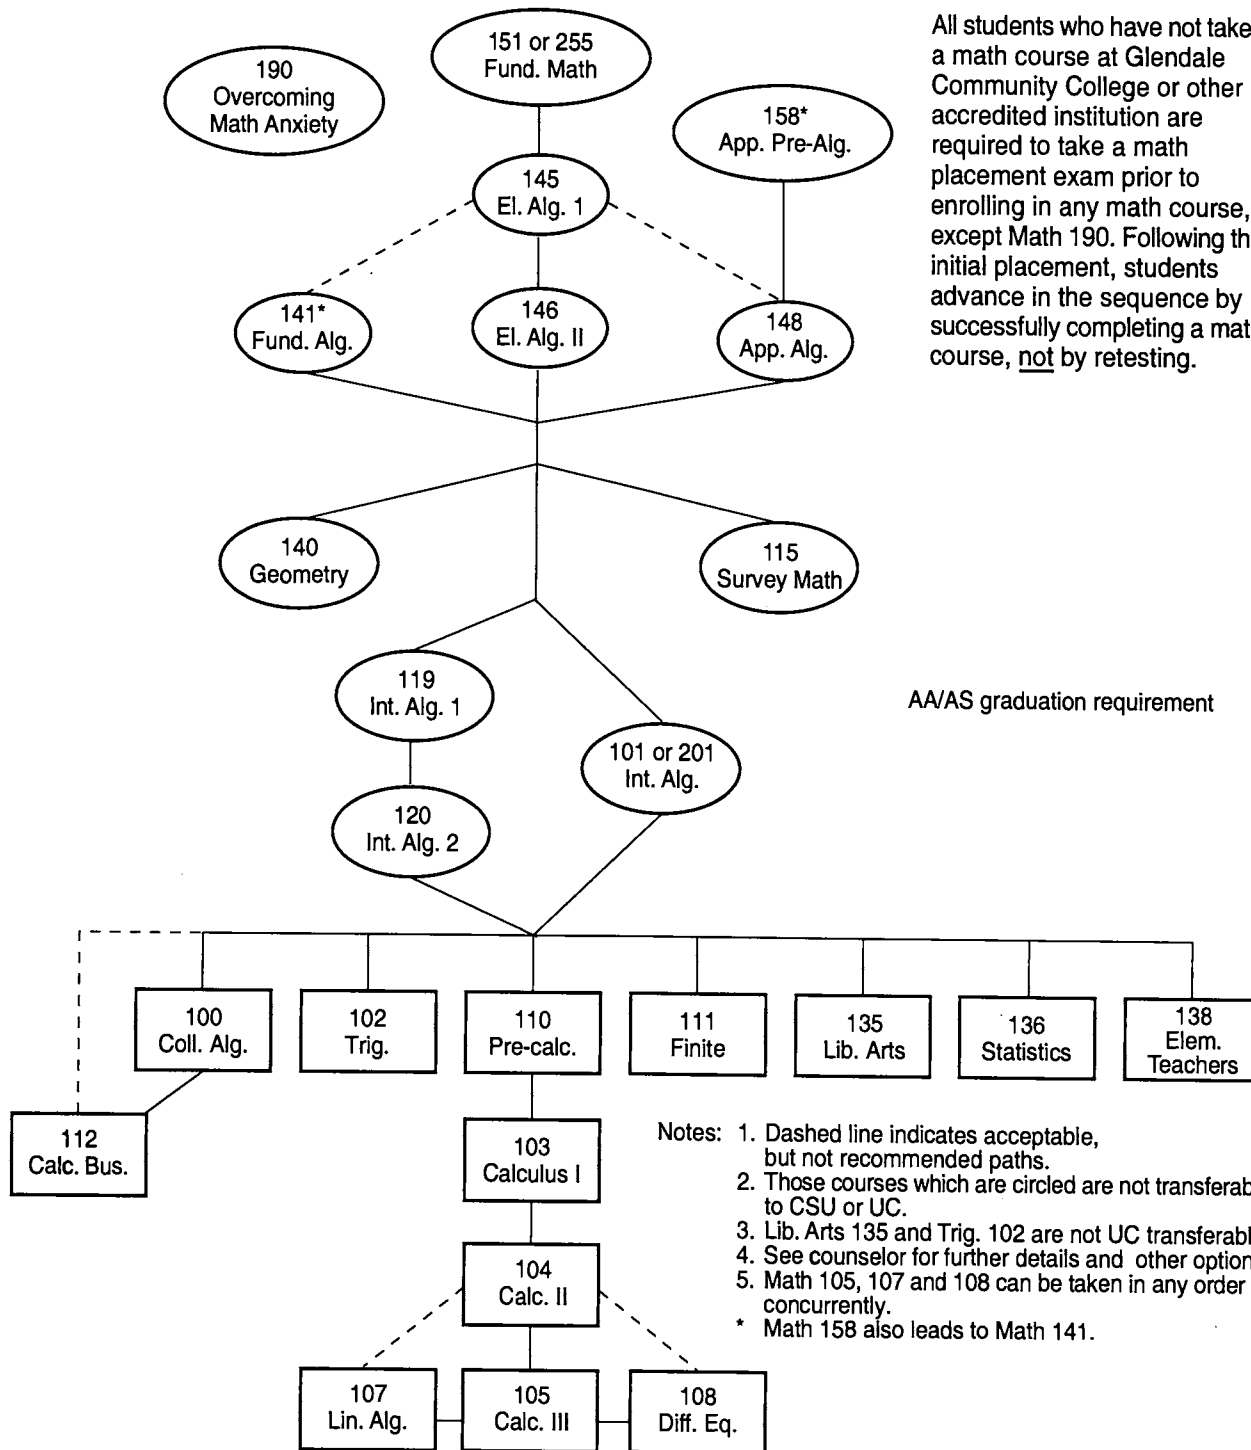 190
Overcoming
Math Anxiety
151 or 255
Fund. Math
158*
App. Pre-Alg.
All students who have not take
a math course at Glendale
Community College or other
accredited institution are
required to take a math
placement exam prior to
enrolling in any math course,
except Math 190. Following th
initial placement, students
advance in the sequence by
successfully completing a mat
course, not by retesting.
145
El. Alg. 1
141*
Fund. Alg.
146
El. Alg. II
148
App. Alg.
140
Geometry
115
Survey Math
119
Int. Alg. 1
101 or 201
Int. Alg.
AA/AS graduation requirement
120
Int. Alg. 2
100
Coll. Alg.
102
Trig.
110
Pre-calc.
111
Finite
135
Lib. Arts
136
Statistics
138
Elem.
Teachers
112
Calc. Bus.
103
Calculus I
104
Calc. II
107
Lin. Alg.
105
Calc. III
108
Diff. Eq.
Notes: 1. Dashed line indicates acceptable,
but not recommended paths.
2. Those courses which are circled are not transferab
to CSU or UC.
3. Lib. Arts 135 and Trig. 102 are not UC transferabl
4. See counselor for further details and other option
5. Math 105, 107 and 108 can be taken in any order
concurrently.
* Math 158 also leads to Math 141.